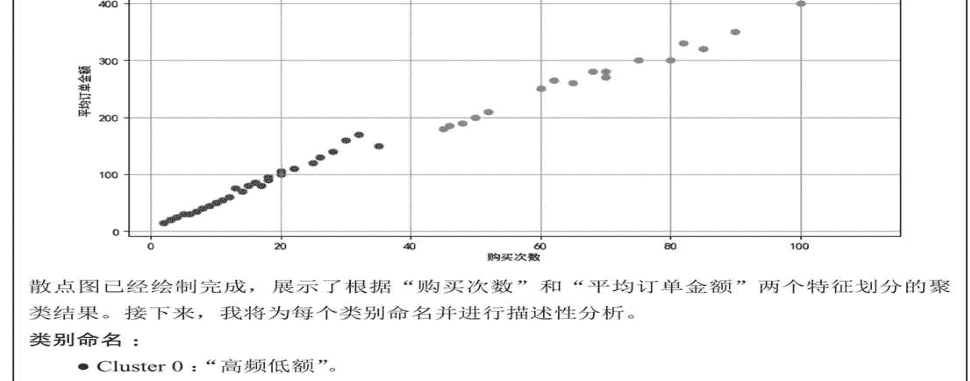 400
300
200
100
0
平均订单金额
0 20 40 60 80 100
购买次数
散点图已经绘制完成，展示了根据“购买次数”和“平均订单金额”两个特征划分的聚
类结果。接下来，我将为每个类别命名并进行描述性分析。
类别命名：
● Cluster 0：“高频低额”。